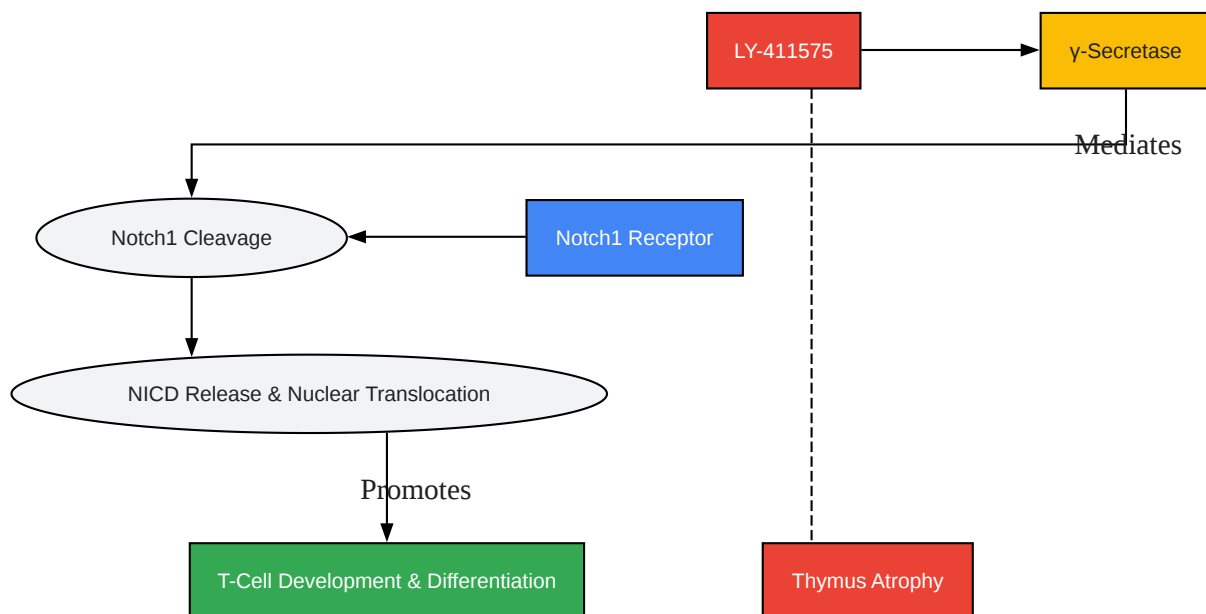 LY-411575
γ-Secretase
Mediates
Notch1 Cleavage
Notch1 Receptor
NICD Release & Nuclear Translocation
Promotes
T-Cell Development & Differentiation
Thymus Atrophy